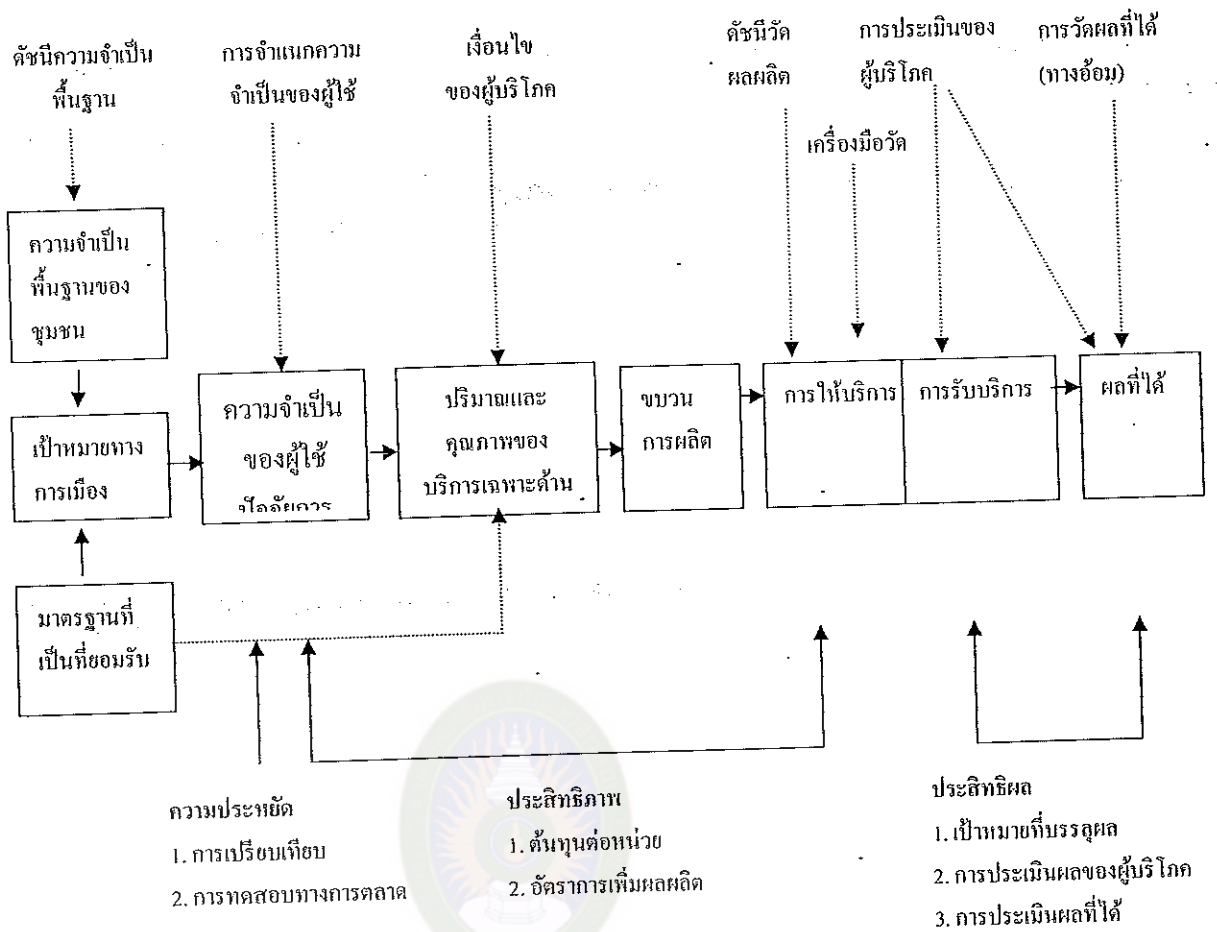 ดัชนีความจำเป็น
พื้นฐาน
การจำแนกความ
จำเป็นของผู้ใช้
เงื่อนไข
ของผู้บริโภค
ดัชนีวัด
ผลผลิต
การประเมินของ
ผู้บริโภค
การวัดผลที่ได้
(ทางอ้อม)
เครื่องมือวัด
ความจำเป็น
พื้นฐานของ
ชุมชน
เป้าหมายทาง
การเมือง
มาตรฐานที่
เป็นที่ยอมรับ
ความจำเป็น
ของผู้ใช้
ปัจจัยการ
ปริมาณและ
คุณภาพของ
บริการเฉพาะด้าน
ขบวน
การผลิต
การให้บริการ
การรับบริการ
ผลที่ได้
ความประหยัด
1. การเปรียบเทียบ
2. การทดสอบทางการตลาด
ประสิทธิภาพ
1. ต้นทุนต่อหน่วย
2. อัตราการเพิ่มผลผลิต
ประสิทธิผล
1. เป้าหมายที่บรรลุผล
2. การประเมินผลของผู้บริโภค
3. การประเมินผลที่ได้